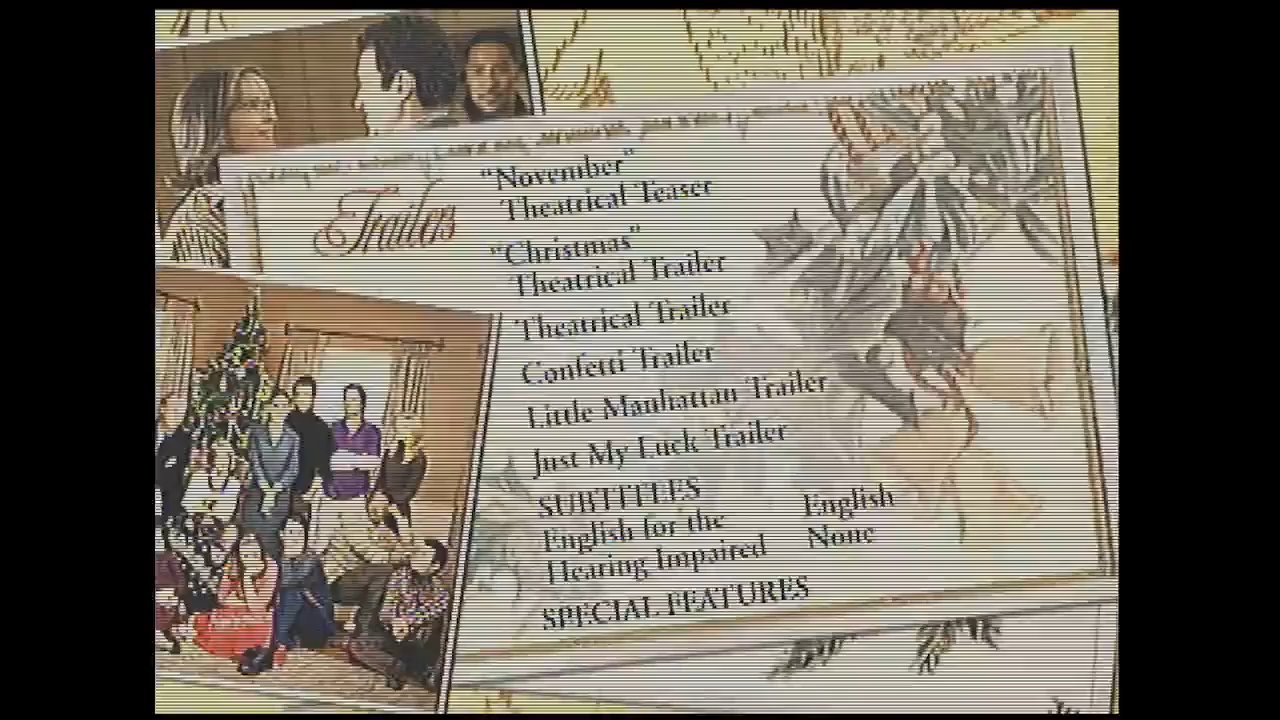 Trailers
"November"
Theatrical Teaser
"Christmas"
Theatrical Trailer
Theatrical Trailer
Confetti Trailer
Little Manhattan Trailer
Just My Luck Trailer
SUBTITLES
English for the
Hearing Impaired
English
None
SPECIAL FEATURES